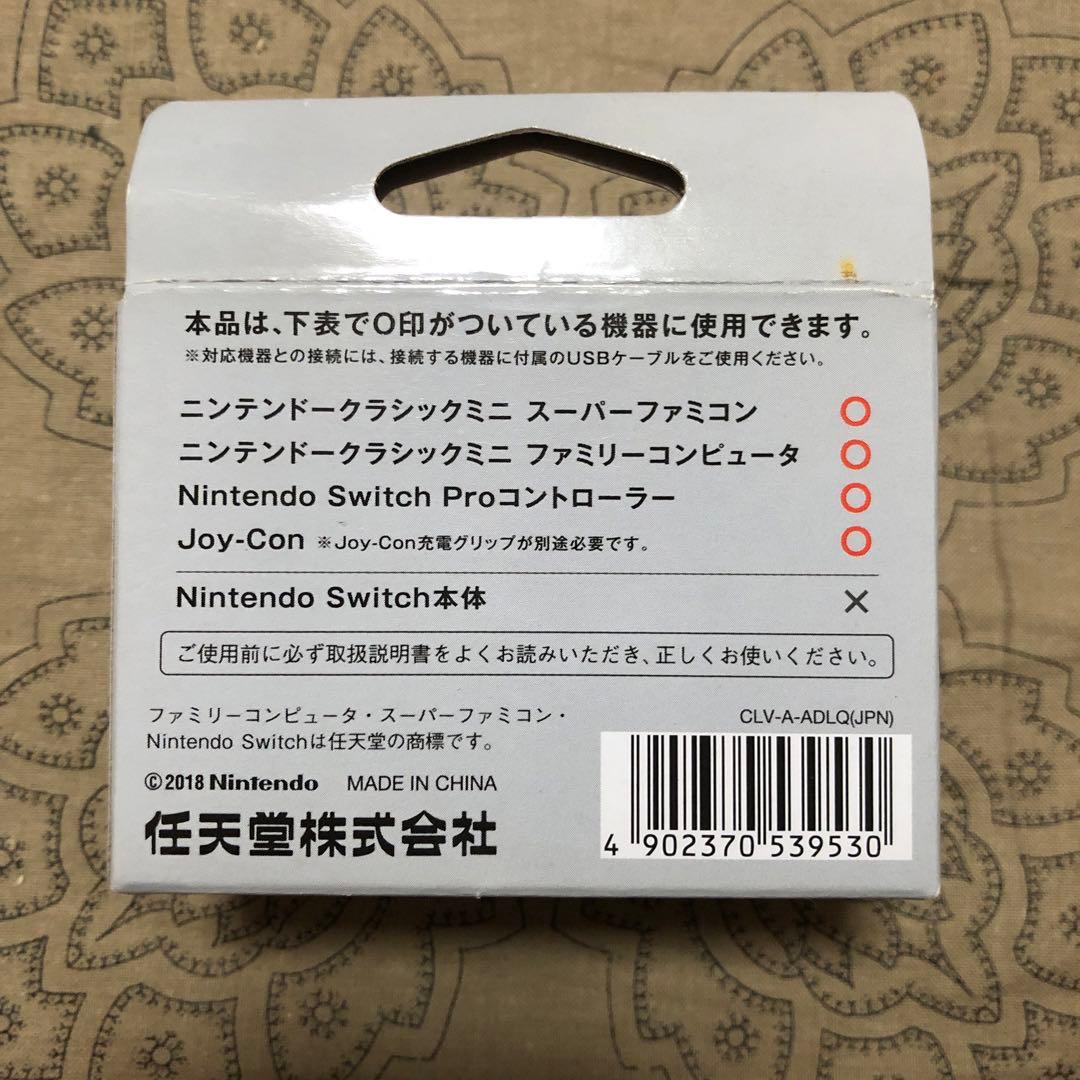 本品は、下表で○印がついている機器に使用できます。
※対応機器との接続には、接続する機器に付属のUSBケーブルをご使用ください。
ニンテンドークラシックミニ スーパーファミコン ○
ニンテンドークラシックミニ ファミリーコンピュータ ○
Nintendo Switch Proコントローラー ○
Joy-Con ※Joy-Con充電グリップが別途必要です。 ○
Nintendo Switch本体 ×
ご使用前に必ず取扱説明書をよくお読みいただき、正しくお使いください。
ファミリーコンピュータ・スーパーファミコン・
Nintendo Switchは任天堂の商標です。
CLV-A-ADLQ(JPN)
©2018 Nintendo MADE IN CHINA
任天堂株式会社
4 902370 539530